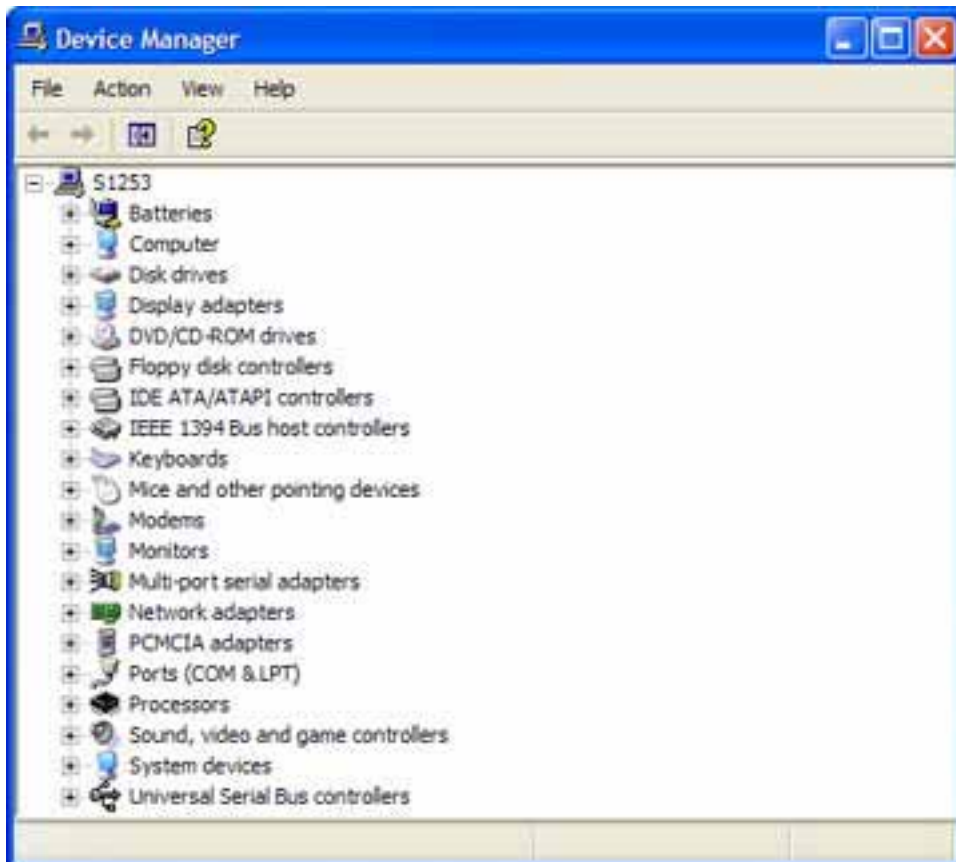 Device Manager
File Action View Help
S1253
Batteries
Computer
Disk drives
Display adapters
DVD/CD-ROM drives
Floppy disk controllers
IDE ATA/ATAPI controllers
IEEE 1394 Bus host controllers
Keyboards
Mice and other pointing devices
Modems
Monitors
Multi-port serial adapters
Network adapters
PCMCIA adapters
Ports (COM & LPT)
Processors
Sound, video and game controllers
System devices
Universal Serial Bus controllers